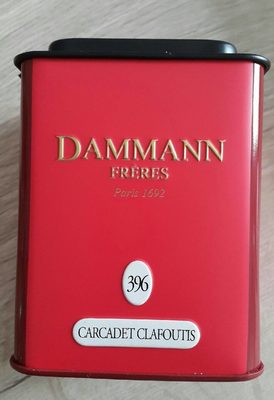 DAMMANN
FRÈRES
Paris 1692
396
CARCADET CLAFOUTIS